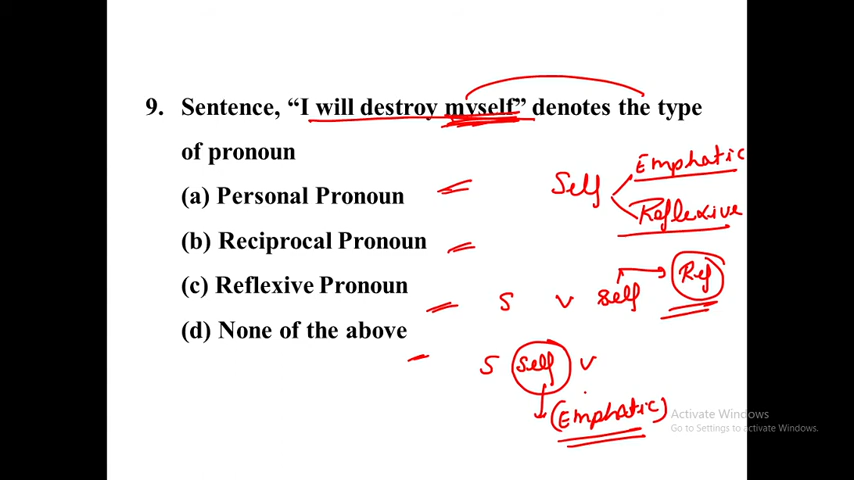 9. Sentence, “I will destroy myself” denotes the type
of pronoun
(a) Personal Pronoun
(b) Reciprocal Pronoun
(c) Reflexive Pronoun
(d) None of the above
Self
Emphatic
Reflexive
S V Self Ref
S Self V
(Emphatic)
Activate Windows
Go to Settings to activate Windows.